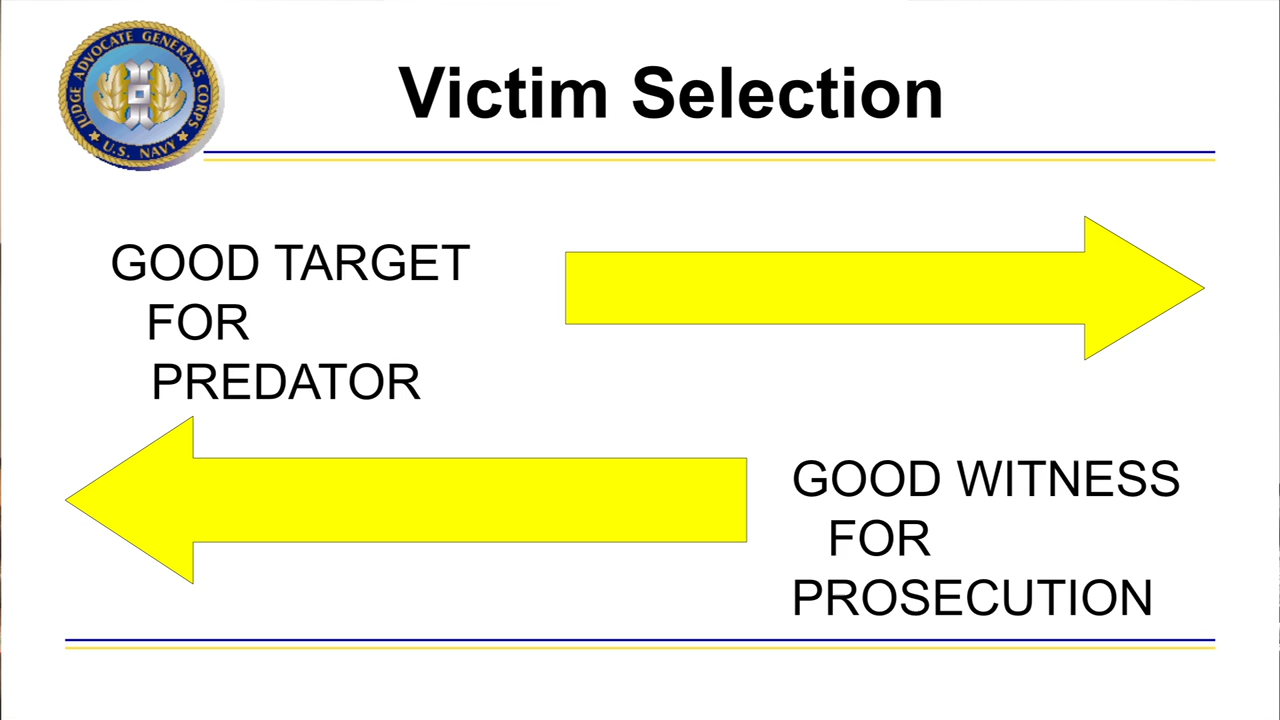 JUDGE ADVOCATE GENERAL'S CORPS
U.S. NAVY
Victim Selection
GOOD TARGET
FOR
PREDATOR
GOOD WITNESS
FOR
PROSECUTION